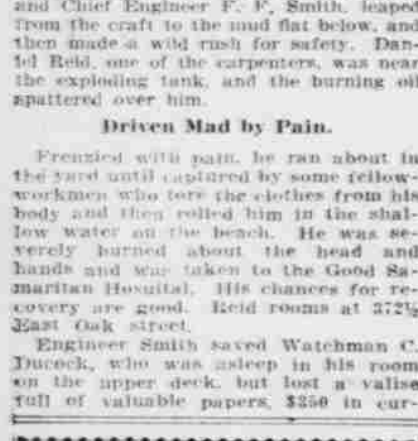 and Chief Engineer F. F. Smith, leaped
from the craft to the mud flat below, and
then made a wild rush for safety. Dan-
iel Reid, one of the carpenters, was near
the exploding tank, and the burning oil
spattered over him.
Driven Mad by Pain.
Frenzied with pain, he ran about in
the yard until captured by some fellow-
workmen who tore the clothes from his
body and then rolled him in the shal-
low water on the beach. He was se-
verely burned about the head and
hands and was taken to the Good Sa-
maritan Hospital. His chances for re-
covery are good. Reid rooms at 372½
East Oak street.
Engineer Smith saved Watchman C.
Ducock, who was asleep in his room
on the upper deck, but lost a valise
full of valuable papers, $350 in cur-